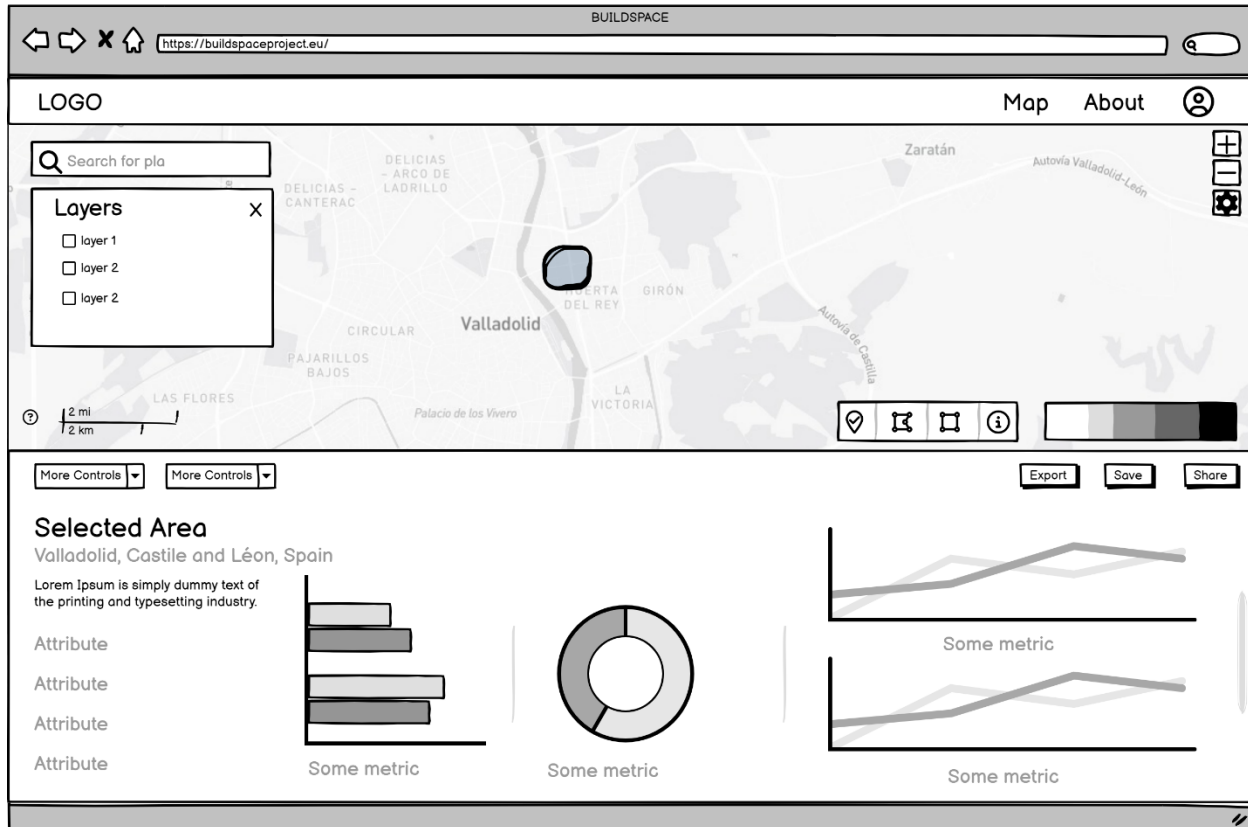 BUILDSPACE
https://buildspaceproject.eu/
LOGO
Map
About
Search for pla
Layers
X
layer 1
layer 2
layer 2
DELICIAS
– ARCO DE
LADRILLO
DELICIAS –
CANTERAC
Zaratán
Autovía Valladolid-León
HUERTA
DEL REY
GIRÓN
Valladolid
CIRCULAR
PAJARILLOS
BAJOS
Autovía de Castilla
LAS FLORES
LA
VICTORIA
Palacio de los Vivero
?
2 mi
2 km
More Controls
More Controls
Export
Save
Share
Selected Area
Valladolid, Castile and Léon, Spain
Lorem Ipsum is simply dummy text of
the printing and typesetting industry.
Attribute
Attribute
Attribute
Attribute
Some metric
Some metric
Some metric
Some metric